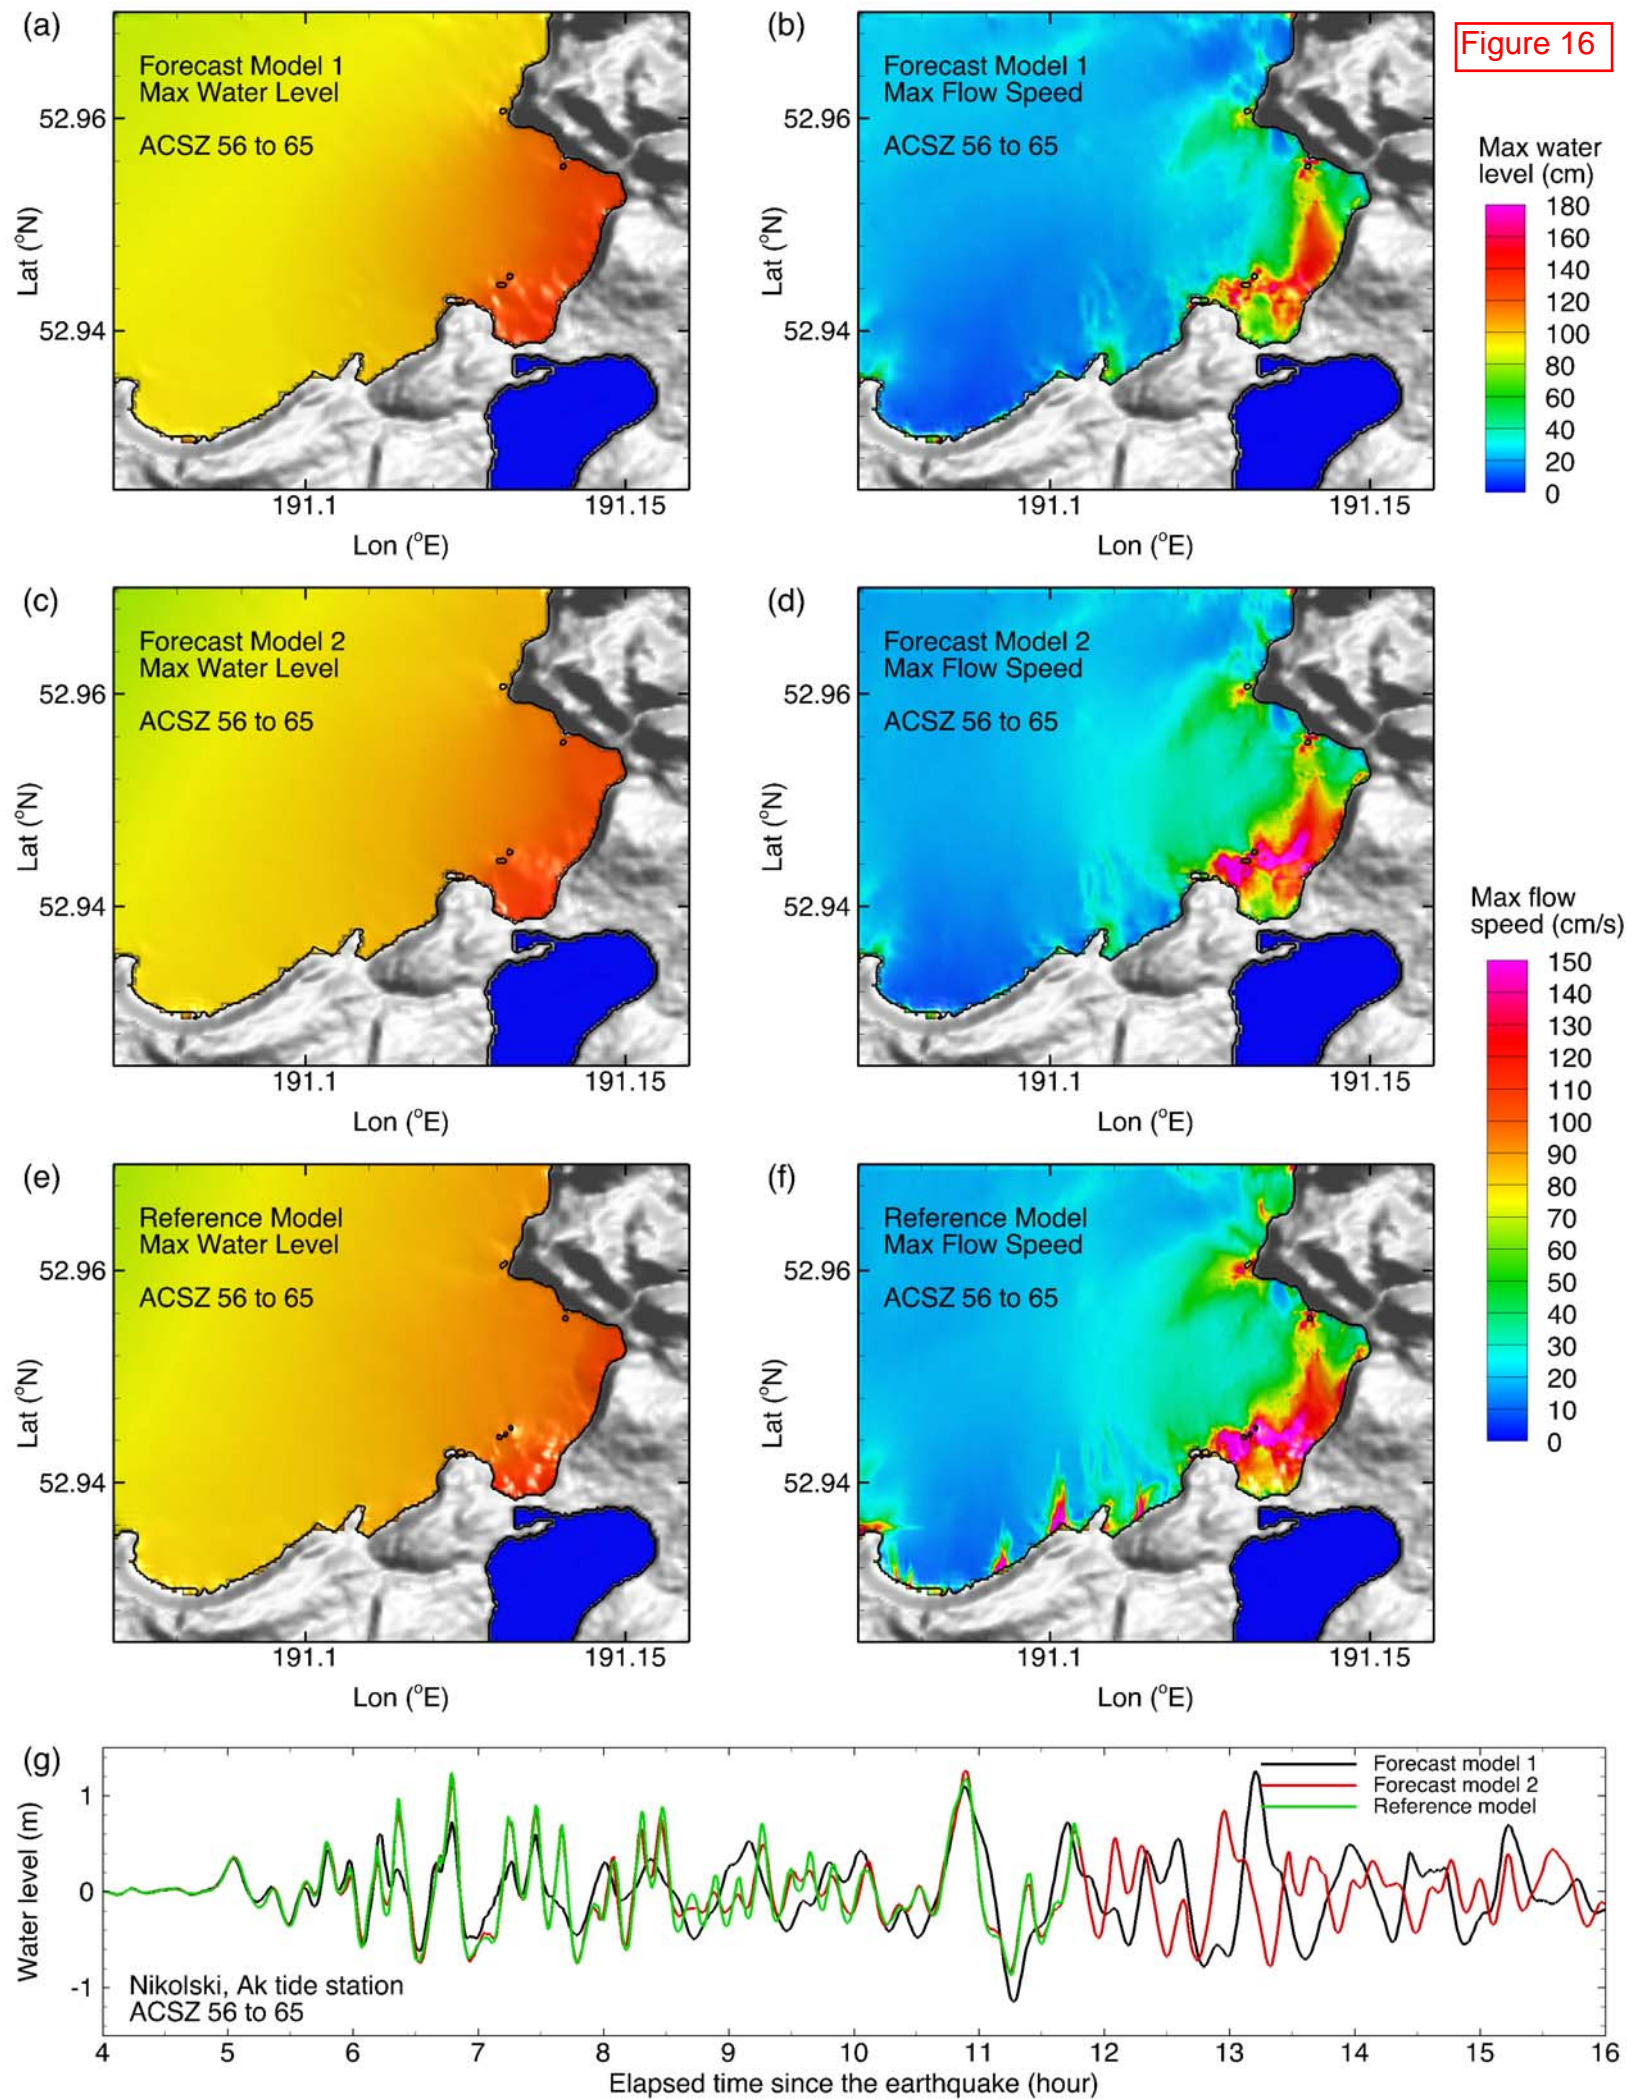 Figure 16
(a)
Forecast Model 1
Max Water Level
ACSZ 56 to 65
52.96
52.94
Lat (°N)
191.1
191.15
Lon (°E)
(b)
Forecast Model 1
Max Flow Speed
ACSZ 56 to 65
52.96
52.94
Lat (°N)
191.1
191.15
Lon (°E)
Max water
level (cm)
180
160
140
120
100
80
60
40
20
0
(c)
Forecast Model 2
Max Water Level
ACSZ 56 to 65
52.96
52.94
Lat (°N)
191.1
191.15
Lon (°E)
(d)
Forecast Model 2
Max Flow Speed
ACSZ 56 to 65
52.96
52.94
Lat (°N)
191.1
191.15
Lon (°E)
Max flow
speed (cm/s)
150
140
130
120
110
100
90
80
70
60
50
40
30
20
10
0
(e)
Reference Model
Max Water Level
ACSZ 56 to 65
52.96
52.94
Lat (°N)
191.1
191.15
Lon (°E)
(f)
Reference Model
Max Flow Speed
ACSZ 56 to 65
52.96
52.94
Lat (°N)
191.1
191.15
Lon (°E)
(g)
Water level (m)
1
0
-1
Forecast model 1
Forecast model 2
Reference model
Nikolski, Ak tide station
ACSZ 56 to 65
4 5 6 7 8 9 10 11 12 13 14 15 16
Elapsed time since the earthquake (hour)